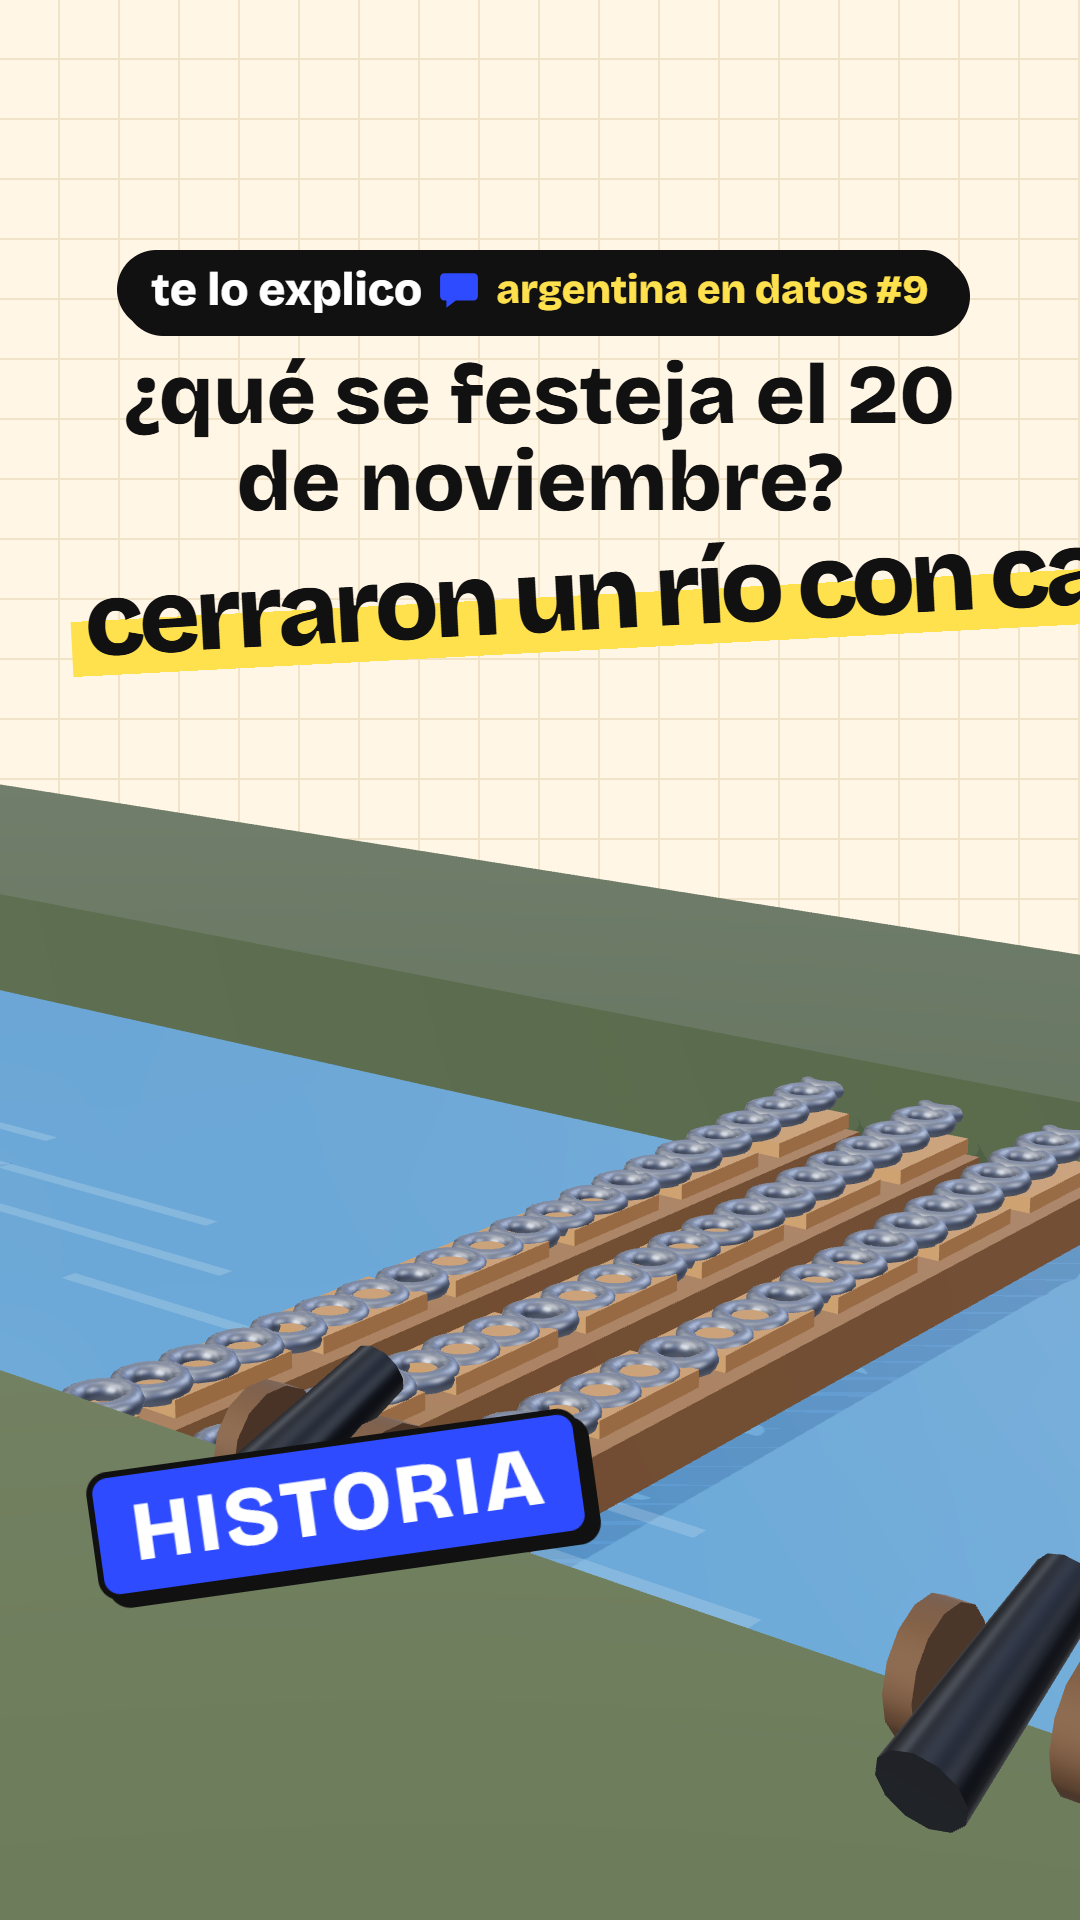 te lo explico argentina en datos #9
¿qué se festeja el 20
de noviembre?
cerraron un río con
HISTORIA